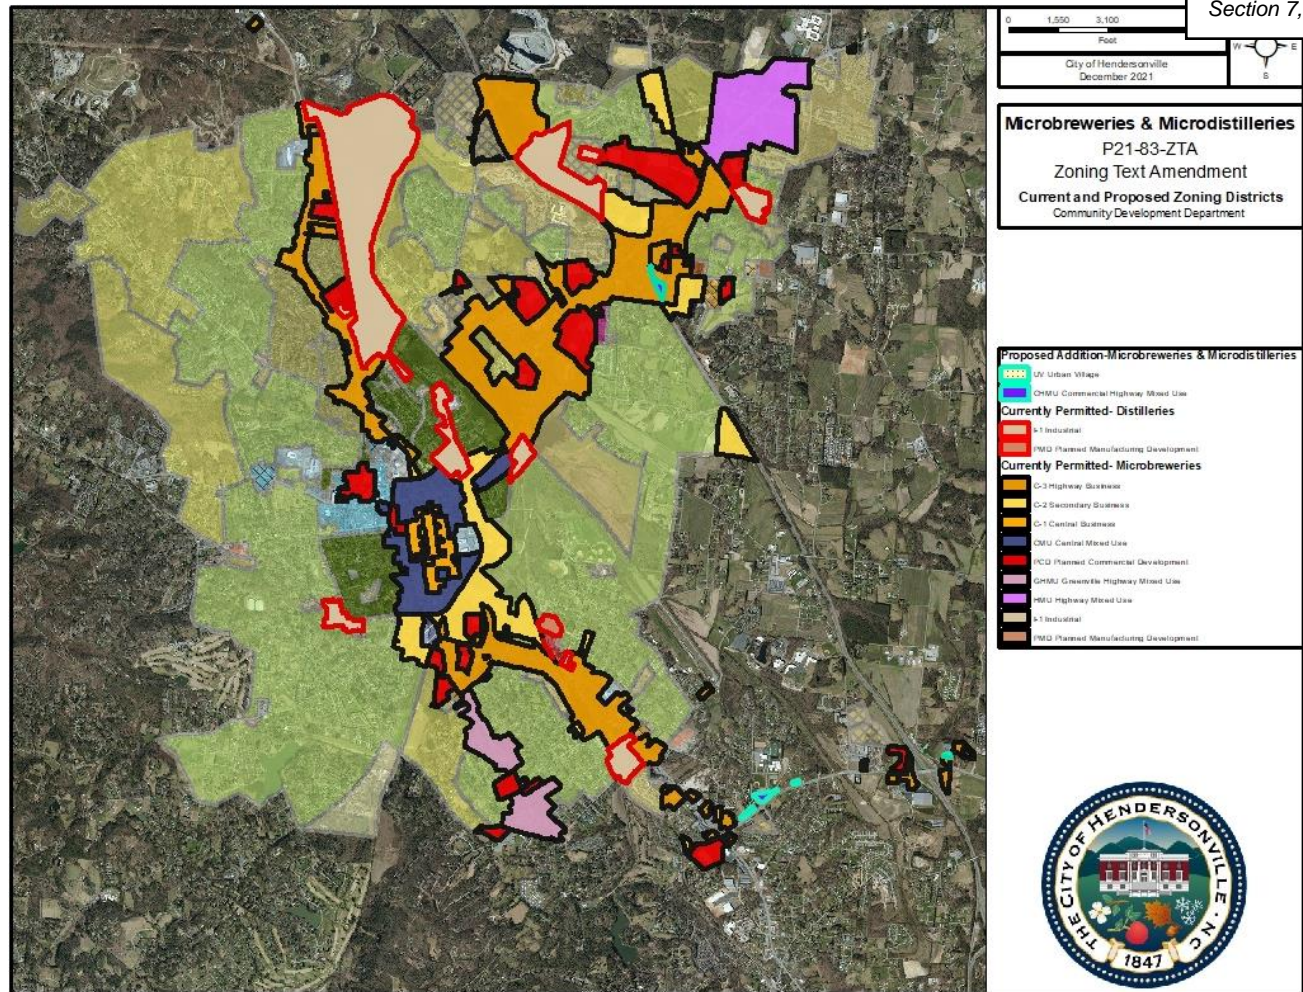 Section 7,
0 1,550 3,100
Feet
W E
S
City of Hendersonville
December 2021
Microbreweries & Microdistilleries
P21-83-ZTA
Zoning Text Amendment
Current and Proposed Zoning Districts
Community Development Department
Proposed Addition-Microbreweries & Microdistilleries
UV Urban Village
CHMU Commercial Highway Mixed Use
Currently Permitted- Distilleries
I-1 Industrial
PMD Planned Manufacturing Development
Currently Permitted- Microbreweries
C-3 Highway Business
C-2 Secondary Business
C-1 Central Business
CMU Central Mixed Use
PCD Planned Commercial Development
GHMU Greenville Highway Mixed Use
HMU Highway Mixed Use
I-1 Industrial
PMD Planned Manufacturing Development
THE CITY OF HENDERSONVILLE · NC
1847